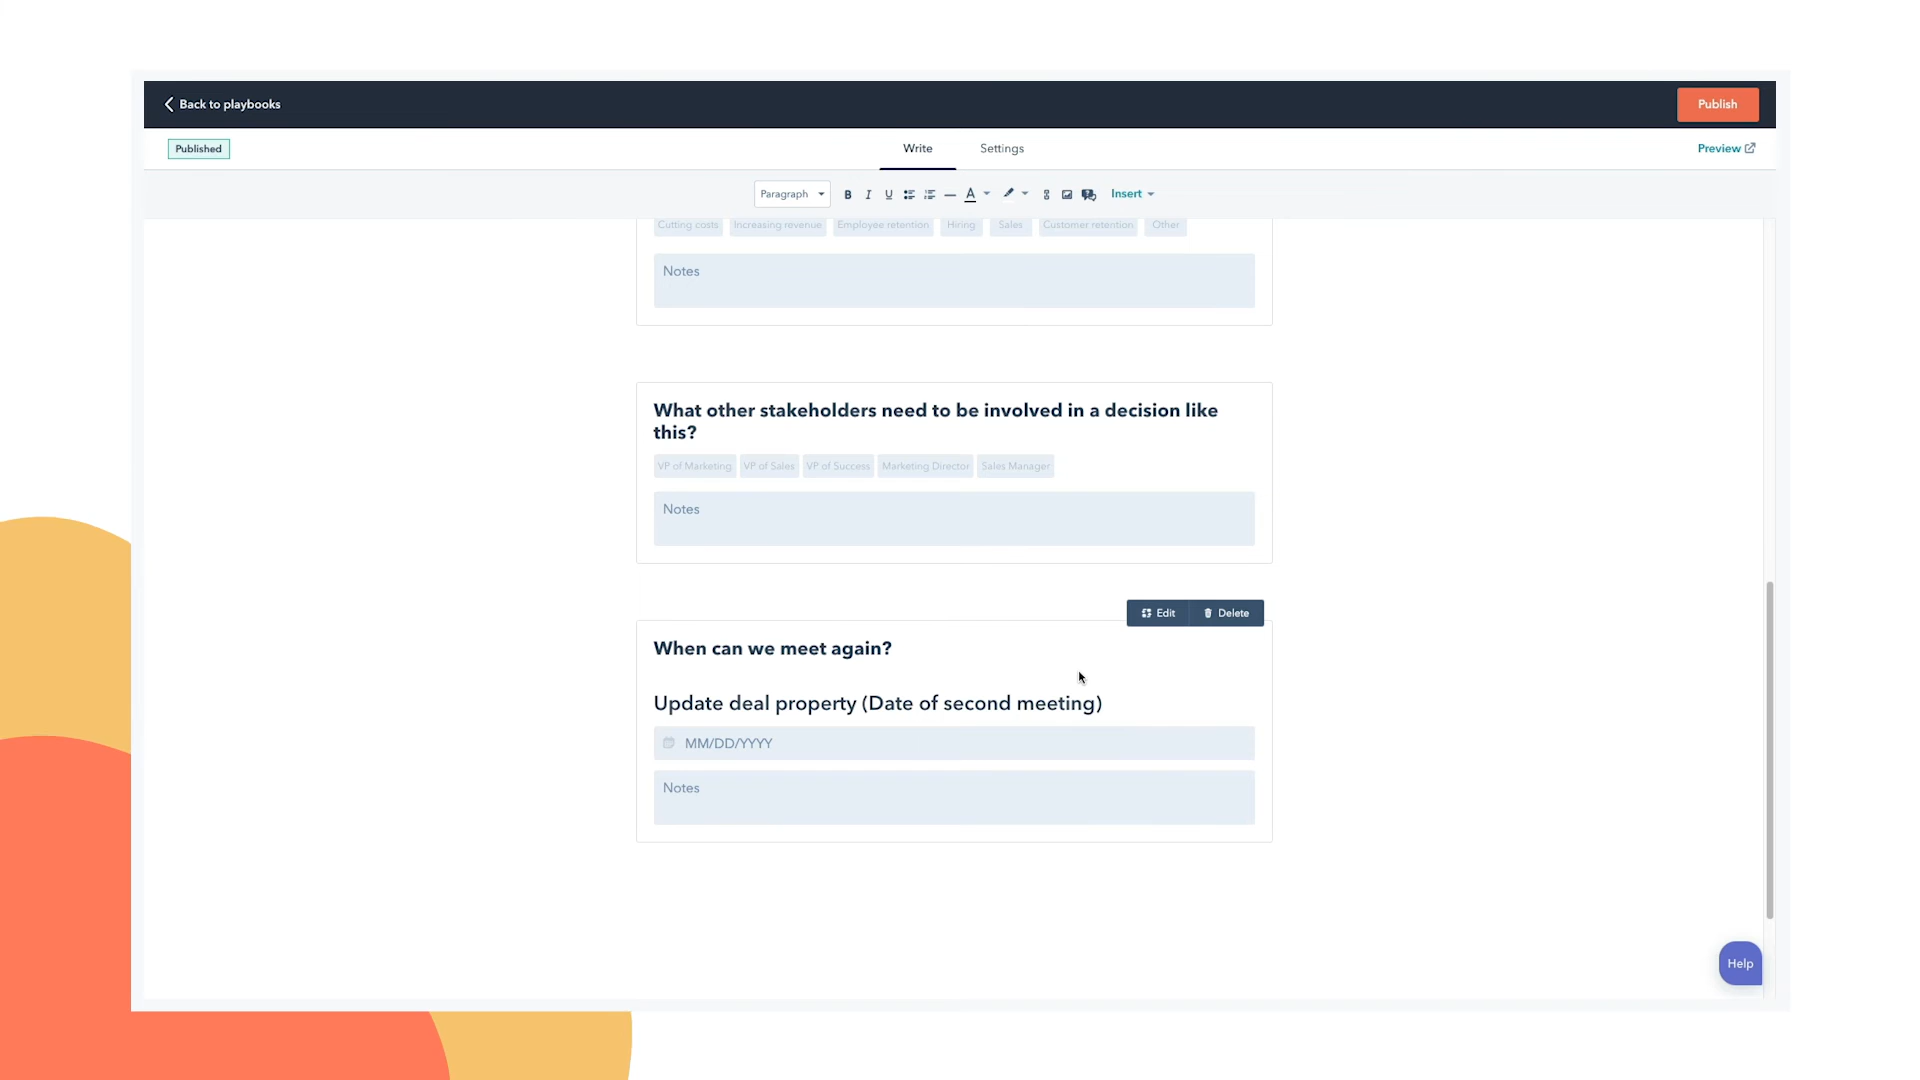 Back to playbooks
Publish
Published
Write
Settings
Preview
Paragraph
B I U A
Insert
Cutting costs Increasing revenue Employee retention Hiring Sales Customer retention Other
Notes
What other stakeholders need to be involved in a decision like
this?
VP of Marketing VP of Sales VP of Success Marketing Director Sales Manager
Notes
Edit Delete
When can we meet again?
Update deal property (Date of second meeting)
MM/DD/YYYY
Notes
Help